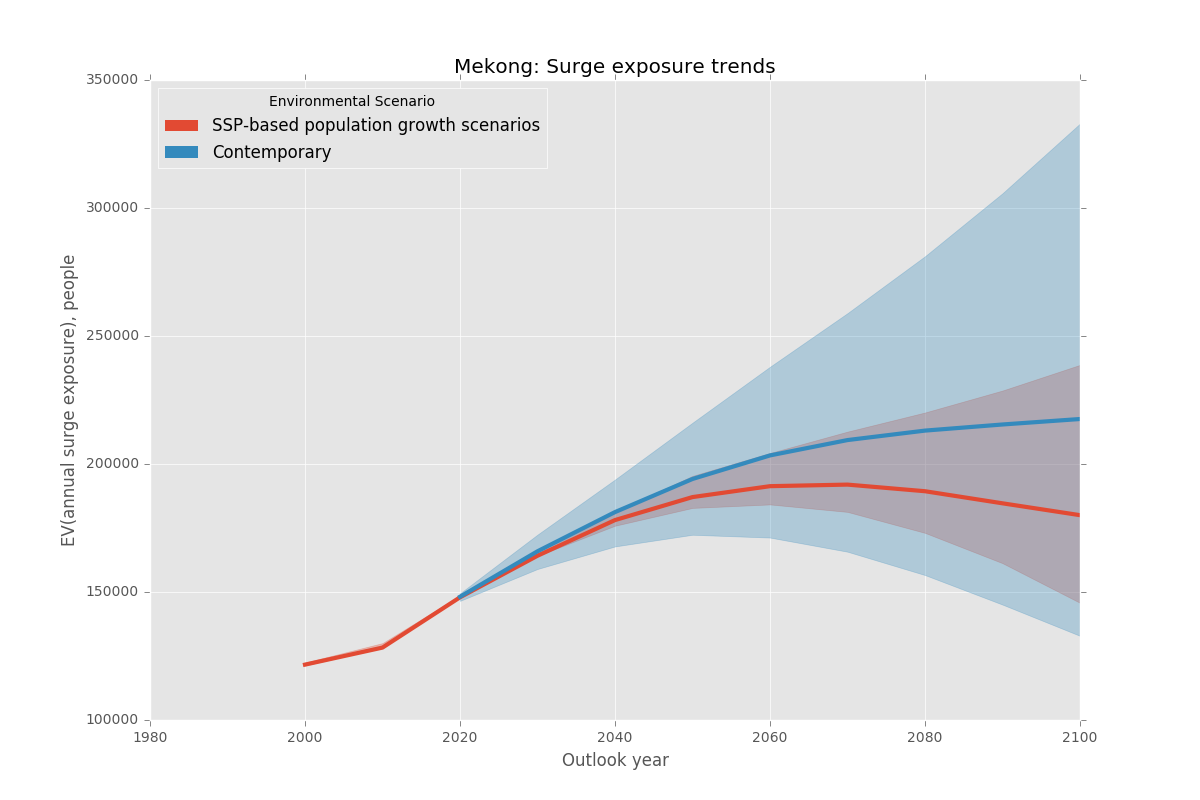 Mekong: Surge exposure trends
Environmental Scenario
SSP-based population growth scenarios
Contemporary
EV(annual surge exposure), people
350000
300000
250000
200000
150000
100000
1980
2000
2020
2040
2060
2080
2100
Outlook year